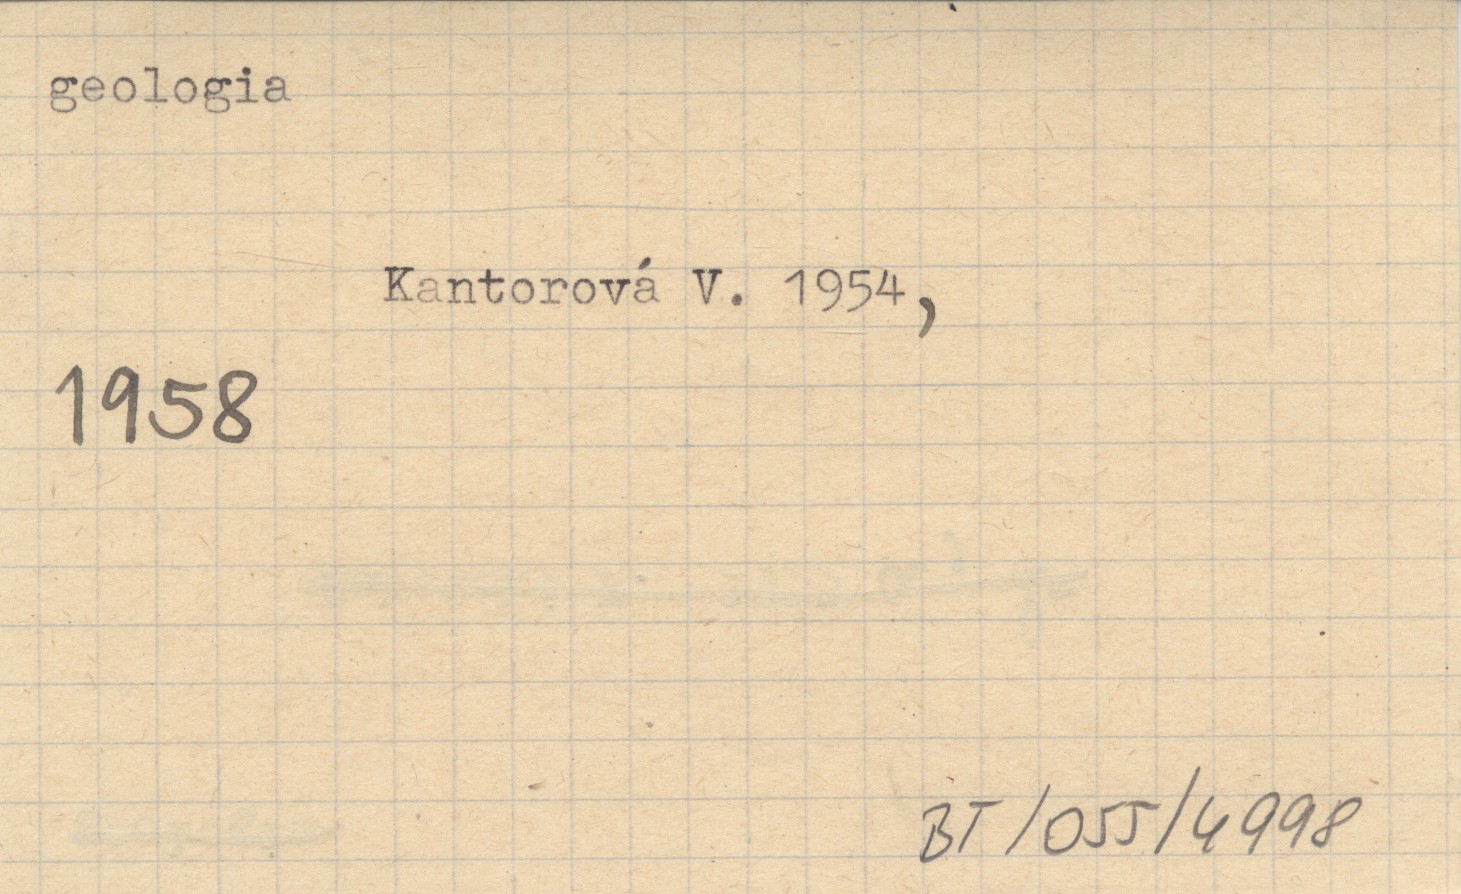 geologia
Kantorová V. 1954,
1958
BT/055/4998